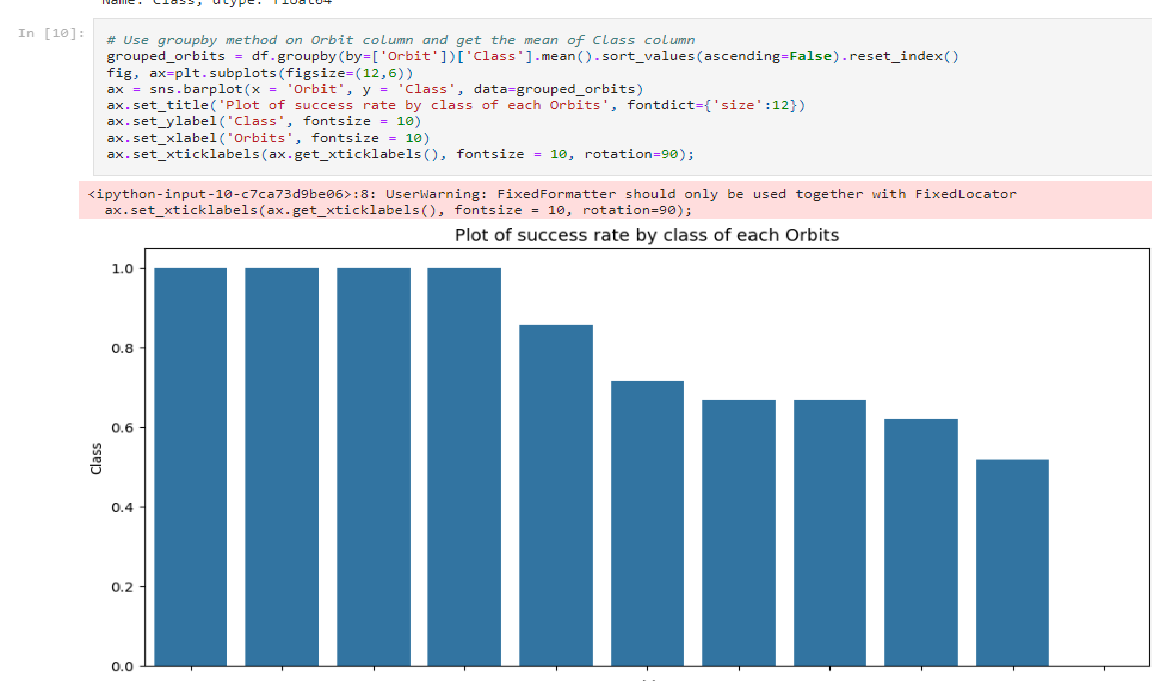 Name: Class, dtype: float64
In [10]:
# Use groupby method on Orbit column and get the mean of Class column
grouped_orbits = df.groupby(by=['Orbit'])['Class'].mean().sort_values(ascending=False).reset_index()
fig, ax=plt.subplots(figsize=(12,6))
ax = sns.barplot(x = 'Orbit', y = 'Class', data=grouped_orbits)
ax.set_title('Plot of success rate by class of each Orbits', fontdict={'size':12})
ax.set_ylabel('Class', fontsize = 10)
ax.set_xlabel('Orbits', fontsize = 10)
ax.set_xticklabels(ax.get_xticklabels(), fontsize = 10, rotation=90);
<ipython-input-10-c7ca73d9be06>:8: UserWarning: FixedFormatter should only be used together with FixedLocator
ax.set_xticklabels(ax.get_xticklabels(), fontsize = 10, rotation=90);
Plot of success rate by class of each Orbits
1.0
0.8
0.6
Class
0.4
0.2
0.0